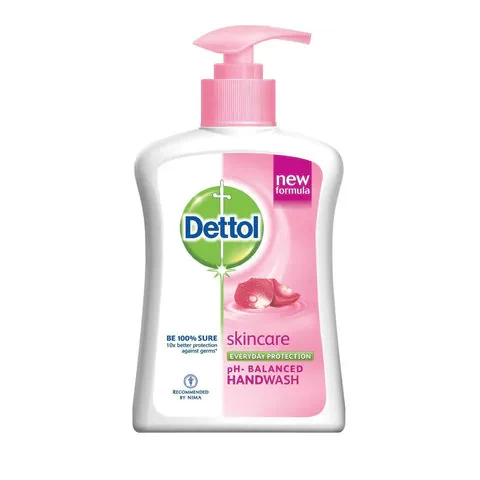 new
formula
Dettol
BE 100% SURE
10x better protection
against germs*
skincare
EVERYDAY PROTECTION
pH- BALANCED
HANDWASH
RECOMMENDED
BY NIMA